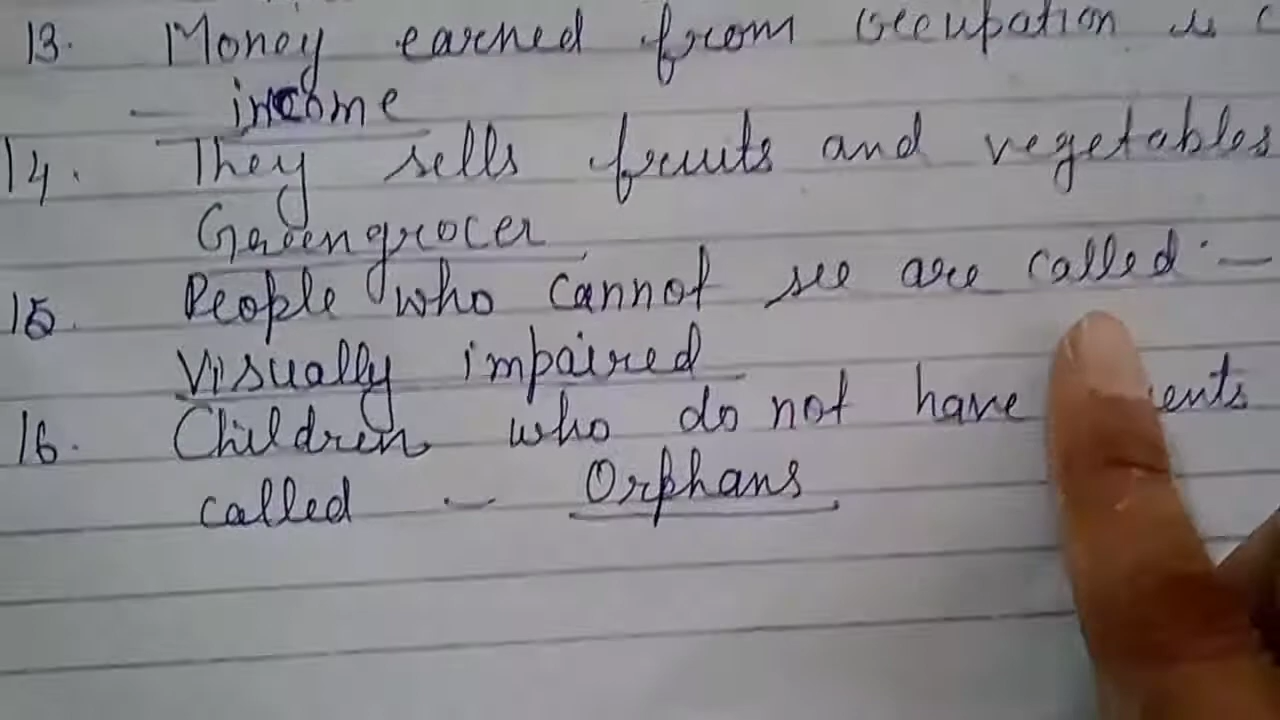 13. Money earned from occupation is
— income
14. They sells fruits and vegetables
Greengrocer
15. People who cannot see are called -
Visually impaired
16. Children who do not have
called - Orphans